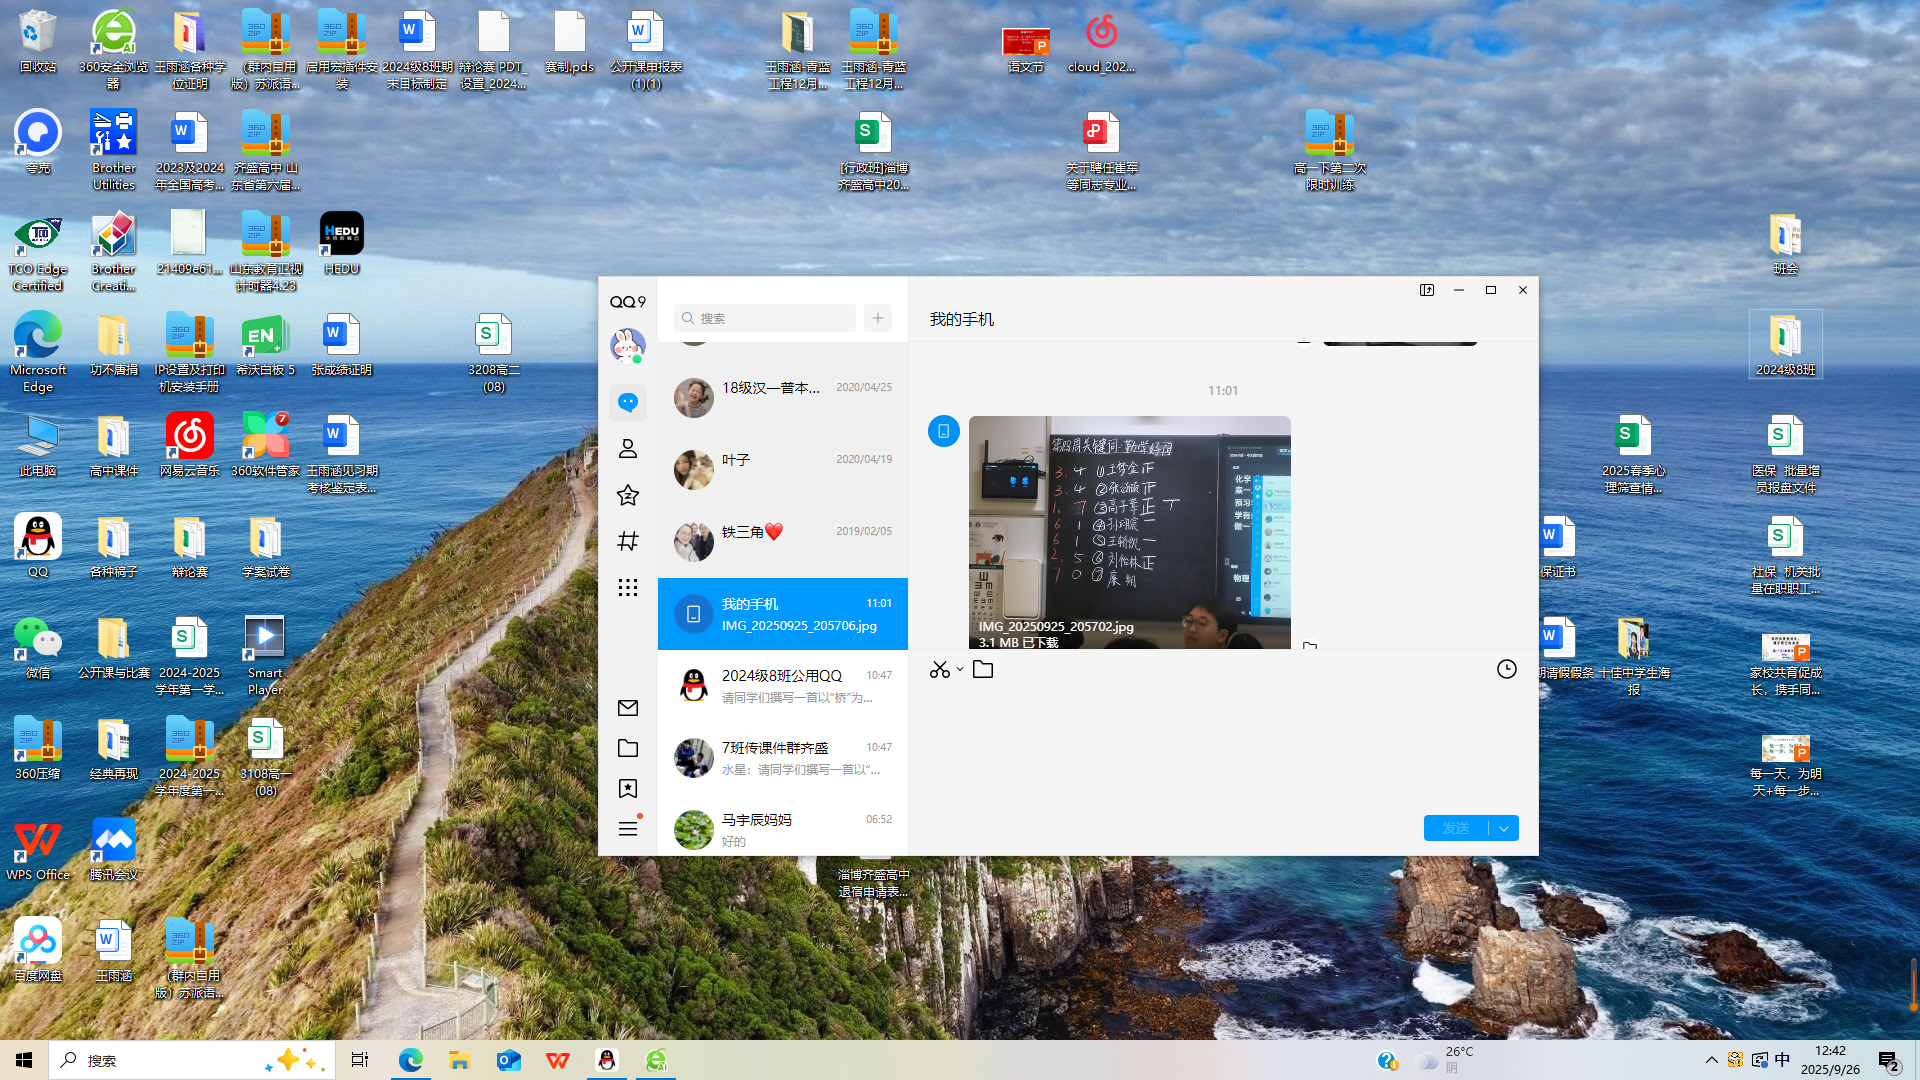 回收站
360安全浏览器
王雨涵各种学位证明
(群内自用版）苏派语...
启用宏插件安装
2024级8班期末目标制定
辩论赛 PDT_设置_2024...
赛制.pds
公开课申报表(1)(1)
王雨涵-青蓝工程12月...
王雨涵-青蓝工程12月...
语文节
cloud_202...
夸克
Brother Utilities
2023及2024年全国高考...
齐盛高中 山东省第六届...
[行政班]淄博齐盛高中20...
关于聘任崔军等同志专业...
高一下第二次限时训练
TCO Edge Certified
Brother Creati...
21409e61...
山东教育卫视计时器4.23
HEDU
班会
Microsoft Edge
功不唐捐
IP设置及打印机安装手册
希沃白板 5
张成绩证明
3208高二(08)
2024级8班
此电脑
高中课件
网易云音乐
360软件管家
王雨涵见习期考核鉴定表...
2025春季心理筛查情...
医保_批量增员报盘文件
QQ
各种稿子
辩论赛
学案试卷
保证书
社保_机关批量在职职工...
微信
公开课与比赛
2024-2025学年第一学...
Smart Player
期请假假条
十佳中学生海报
家校共育促成长，携手同...
360压缩
经典再现
2024-2025学年度第一...
3108高一(08)
每一天，为明天+每一步...
WPS Office
腾讯会议
淄博齐盛高中退宿申请表...
百度网盘
王雨涵
(群内自用版）苏派语...
QQ9
搜索
我的手机
18级汉一普本... 2020/04/25
叶子 2020/04/19
铁三角❤ 2019/02/05
我的手机 11:01
IMG_20250925_205706.jpg
2024级8班公用QQ 10:47
请同学们撰写一首以“桥”为...
7班传课件群齐盛 10:47
水星：请同学们撰写一首以“...
马宇辰妈妈 06:52
好的
11:01
第四周关键词·勤学好问
IMG_20250925_205702.jpg
3.1 MB 已下载
发送
搜索
26°C
阴
中
12:42
2025/9/26
2